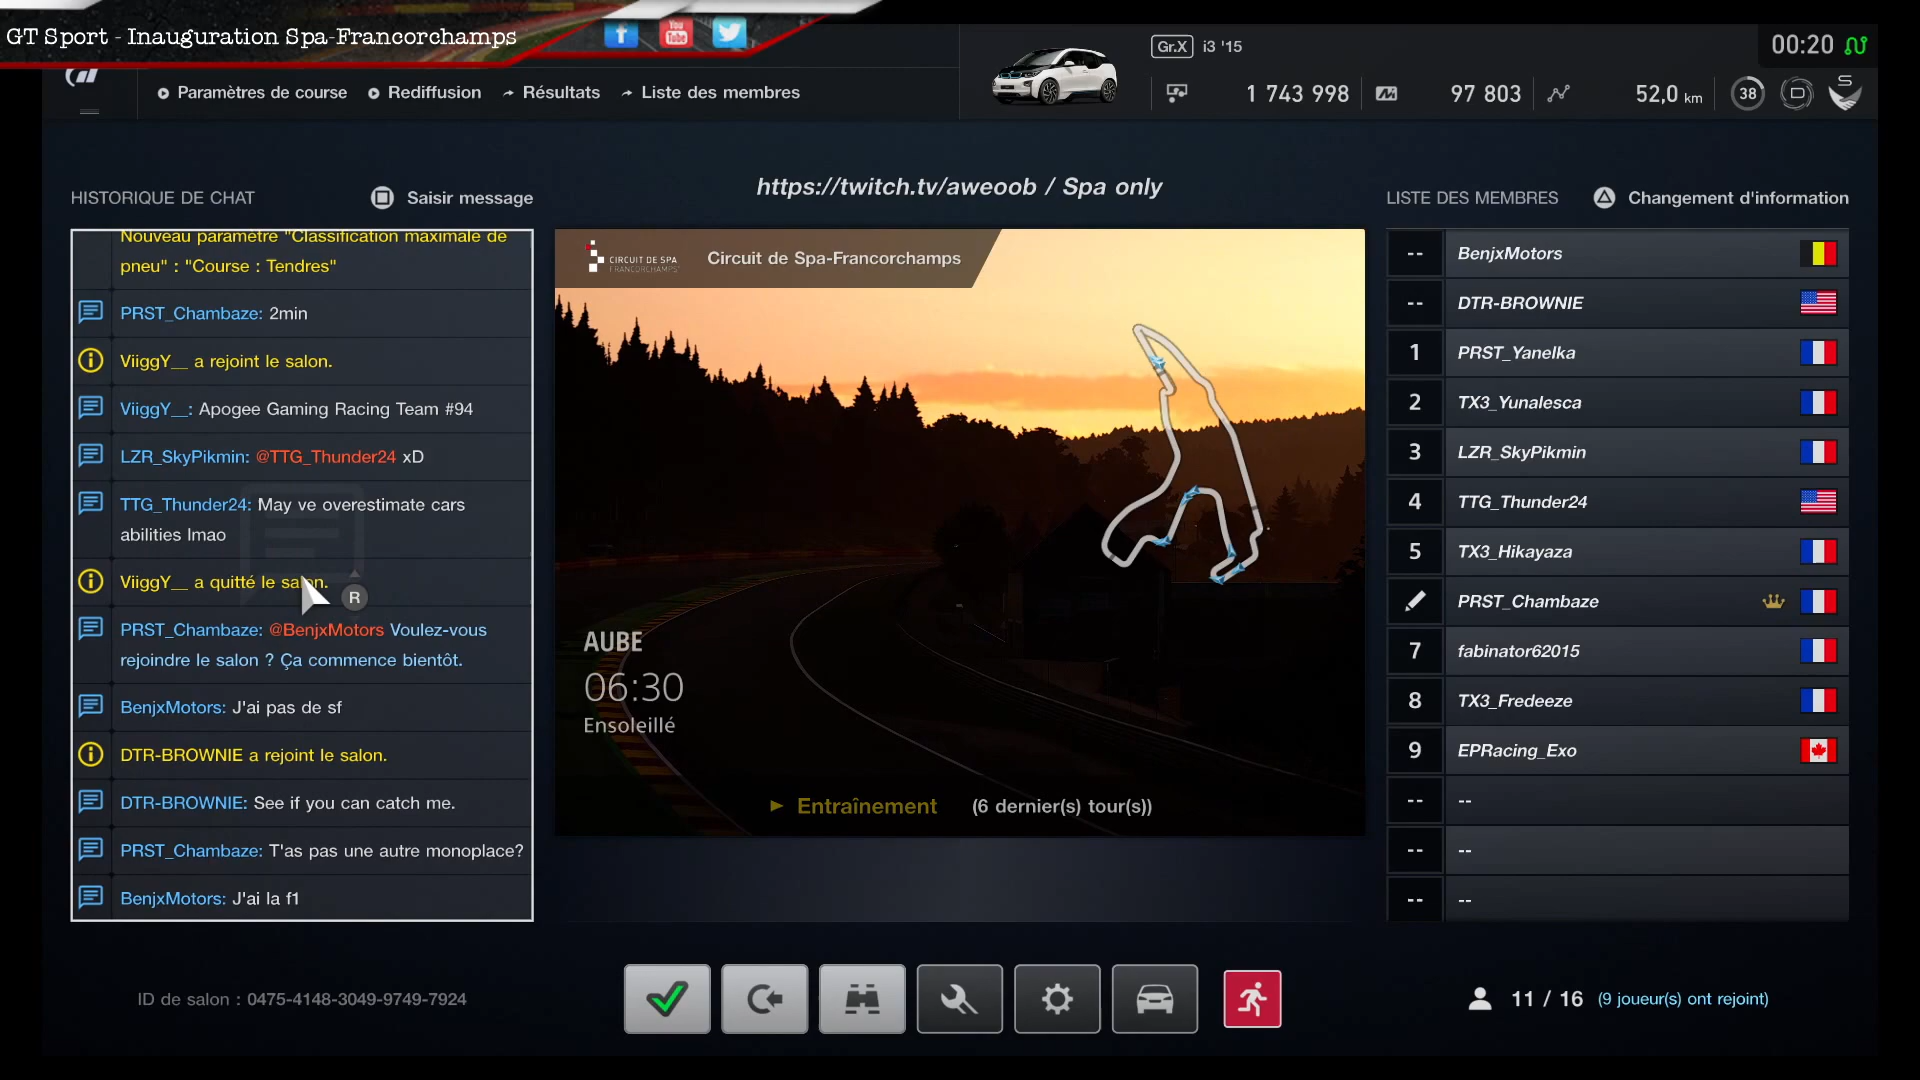 GT Sport - Inauguration Spa-Francorchamps
Gr.X i3 '15
00:20
Paramètres de course Rediffusion Résultats Liste des membres
1 743 998 97 803 52,0 km 38 D S
https://twitch.tv/aweoob / Spa only
HISTORIQUE DE CHAT Saisir message
Nouveau paramètre "Classification maximale de
pneu" : "Course : Tendres"
PRST_Chambaze: 2min
ViiggY__ a rejoint le salon.
ViiggY__: Apogee Gaming Racing Team #94
LZR_SkyPikmin: @TTG_Thunder24 xD
TTG_Thunder24: May ve overestimate cars
abilities lmao
ViiggY__ a quitté le salon.
R
PRST_Chambaze: @BenjxMotors Voulez-vous
rejoindre le salon ? Ça commence bientôt.
BenjxMotors: J'ai pas de sf
DTR-BROWNIE a rejoint le salon.
DTR-BROWNIE: See if you can catch me.
PRST_Chambaze: T'as pas une autre monoplace?
BenjxMotors: J'ai la f1
CIRCUIT DE SPA
FRANCORCHAMPS
Circuit de Spa-Francorchamps
AUBE
06:30
Ensoleillé
Entraînement (6 dernier(s) tour(s))
LISTE DES MEMBRES Changement d'information
-- BenjxMotors
-- DTR-BROWNIE
1 PRST_Yanelka
2 TX3_Yunalesca
3 LZR_SkyPikmin
4 TTG_Thunder24
5 TX3_Hikayaza
PRST_Chambaze
7 fabinator62015
8 TX3_Fredeeze
9 EPRacing_Exo
-- --
-- --
-- --
ID de salon : 0475-4148-3049-9749-7924
11 / 16 (9 joueur(s) ont rejoint)